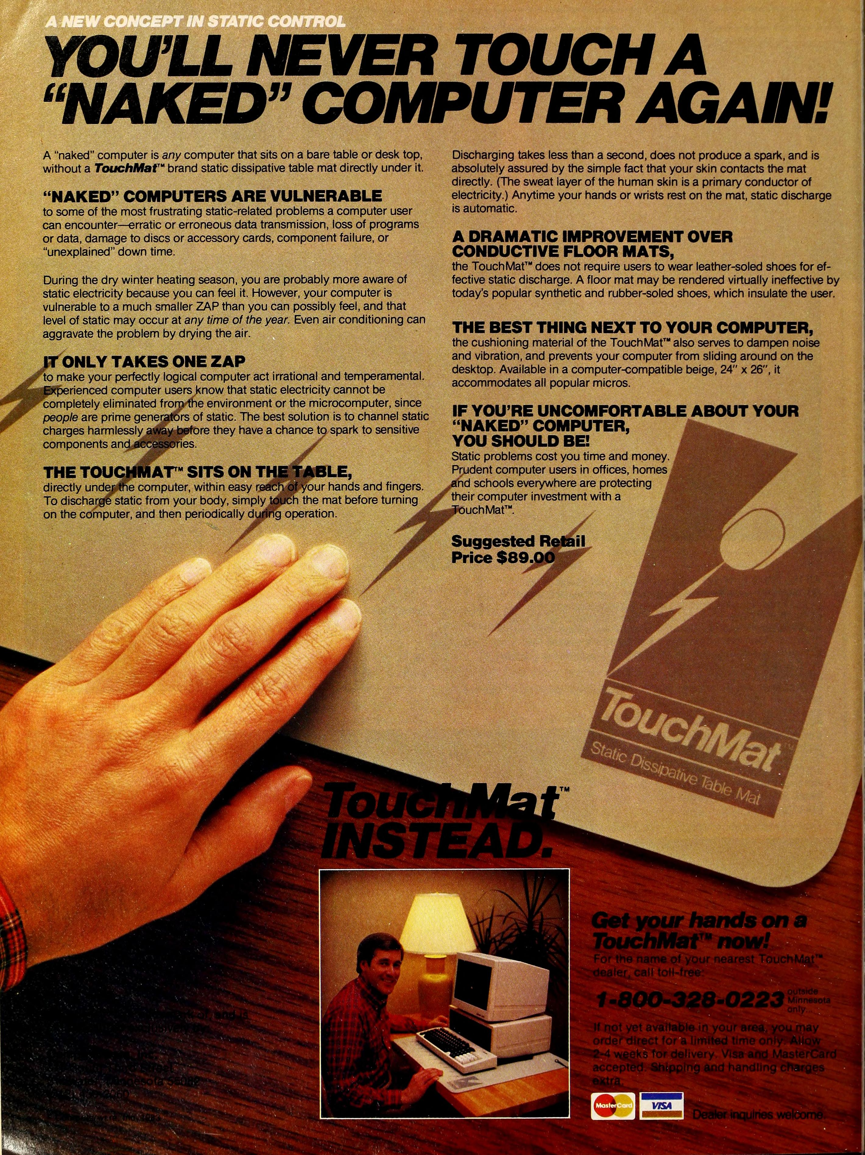 A NEW CONCEPT IN STATIC CONTROL
YOU'LL NEVER TOUCH A
“NAKED” COMPUTER AGAIN!
A “naked” computer is any computer that sits on a bare table or desk top,
without a TouchMat™ brand static dissipative table mat directly under it.
“NAKED” COMPUTERS ARE VULNERABLE
to some of the most frustrating static-related problems a computer user
can encounter—erratic or erroneous data transmission, loss of programs
or data, damage to discs or accessory cards, component failure, or
“unexplained” down time.
During the dry winter heating season, you are probably more aware of
static electricity because you can feel it. However, your computer is
vulnerable to a much smaller ZAP than you can possibly feel, and that
level of static may occur at any time of the year. Even air conditioning can
aggravate the problem by drying the air.
IT ONLY TAKES ONE ZAP
to make your perfectly logical computer act irrational and temperamental.
Experienced computer users know that static electricity cannot be
completely eliminated from the environment or the microcomputer, since
people are prime generators of static. The best solution is to channel static
charges harmlessly away before they have a chance to spark to sensitive
components and accessories.
THE TOUCHMAT™ SITS ON THE TABLE,
directly under the computer, within easy reach of your hands and fingers.
To discharge static from your body, simply touch the mat before turning
on the computer, and then periodically during operation.
Discharging takes less than a second, does not produce a spark, and is
absolutely assured by the simple fact that your skin contacts the mat
directly. (The sweat layer of the human skin is a primary conductor of
electricity.) Anytime your hands or wrists rest on the mat, static discharge
is automatic.
A DRAMATIC IMPROVEMENT OVER
CONDUCTIVE FLOOR MATS,
the TouchMat™ does not require users to wear leather-soled shoes for ef-
fective static discharge. A floor mat may be rendered virtually ineffective by
today's popular synthetic and rubber-soled shoes, which insulate the user.
THE BEST THING NEXT TO YOUR COMPUTER,
the cushioning material of the TouchMat™ also serves to dampen noise
and vibration, and prevents your computer from sliding around on the
desktop. Available in a computer-compatible beige, 24″ x 26″, it
accommodates all popular micros.
IF YOU'RE UNCOMFORTABLE ABOUT YOUR
“NAKED” COMPUTER,
YOU SHOULD BE!
Static problems cost you time and money.
Prudent computer users in offices, homes
and schools everywhere are protecting
their computer investment with a
TouchMat™.
Suggested Retail
Price $89.00
TouchMat
Static Dissipative Table Mat
TouchMat™
INSTEAD.
Get your hands on a
TouchMat™ now!
For the name of your nearest TouchMat™
dealer, call toll-free:
1-800-328-0223 outside
Minnesota
only
If not yet available in your area, you may
order direct for a limited time only. Allow
2-4 weeks for delivery. Visa and MasterCard
accepted. Shipping and handling charges
extra.
MasterCard VISA Dealer inquiries welcome.